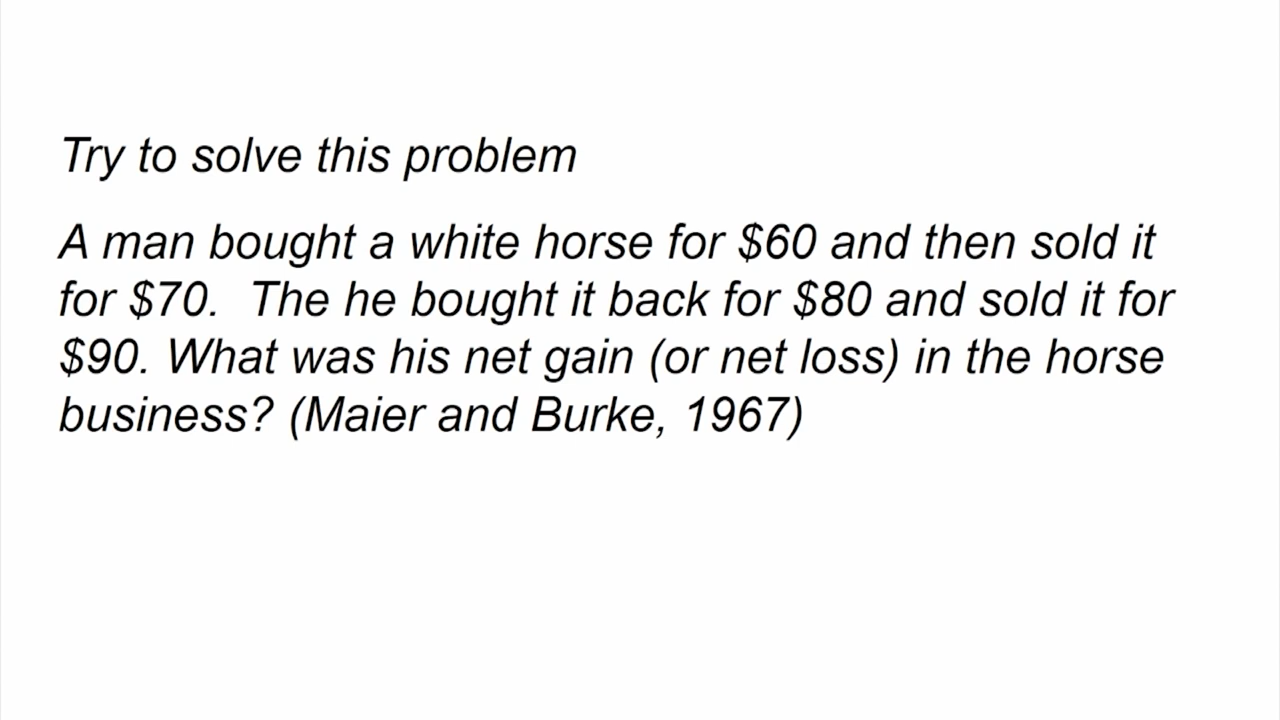 Try to solve this problem
A man bought a white horse for $60 and then sold it
for $70. The he bought it back for $80 and sold it for
$90. What was his net gain (or net loss) in the horse
business? (Maier and Burke, 1967)